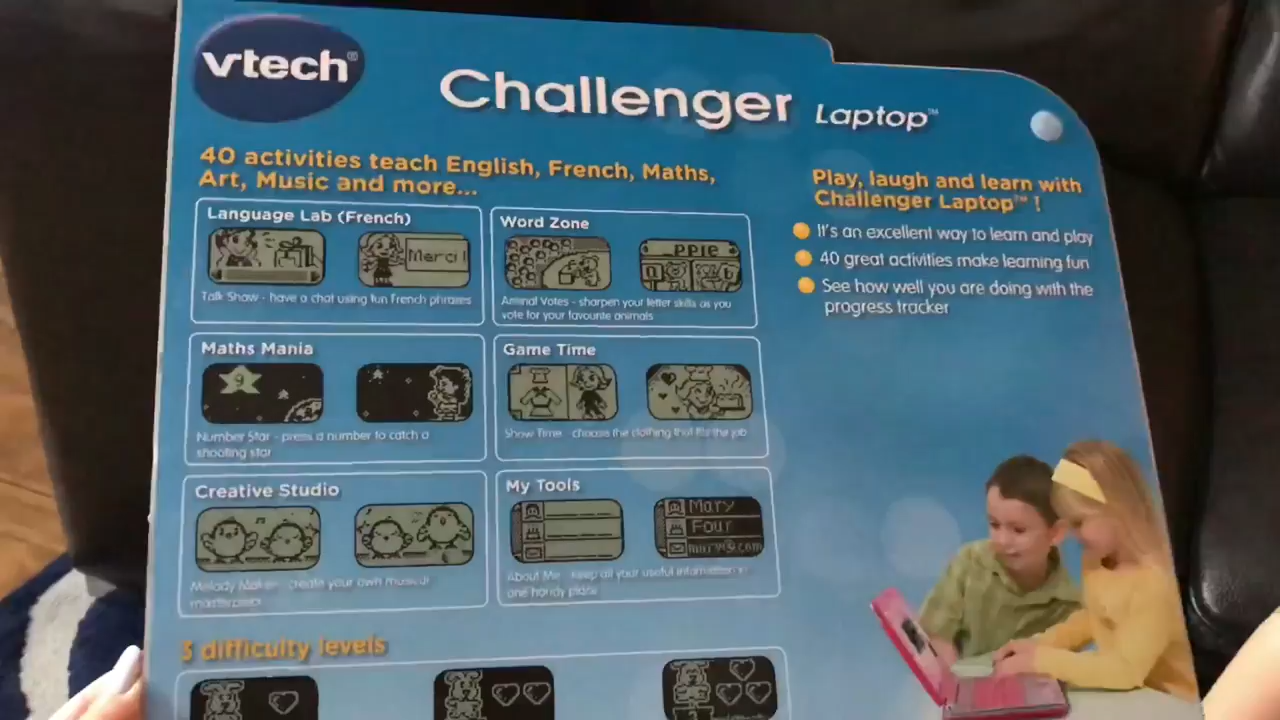 vtech®
Challenger Laptop™
40 activities teach English, French, Maths,
Art, Music and more...
Language Lab (French)
Merci!
Talk Show - have a chat using fun French phrases
Word Zone
_PPIE
Animal Votes - sharpen your letter skills as you
vote for your favourite animals
Maths Mania
9
Number Star - press a number to catch a
shooting star
Game Time
Show Time - choose the clothing that fits the job
Creative Studio
Melody Maker - create your own musical
masterpiece
My Tools
Mary
Four
mary@com
About Me - keep all your useful information in
one handy place
3 difficulty levels
Play, laugh and learn with
Challenger Laptop™ !
It's an excellent way to learn and play
40 great activities make learning fun
See how well you are doing with the
progress tracker